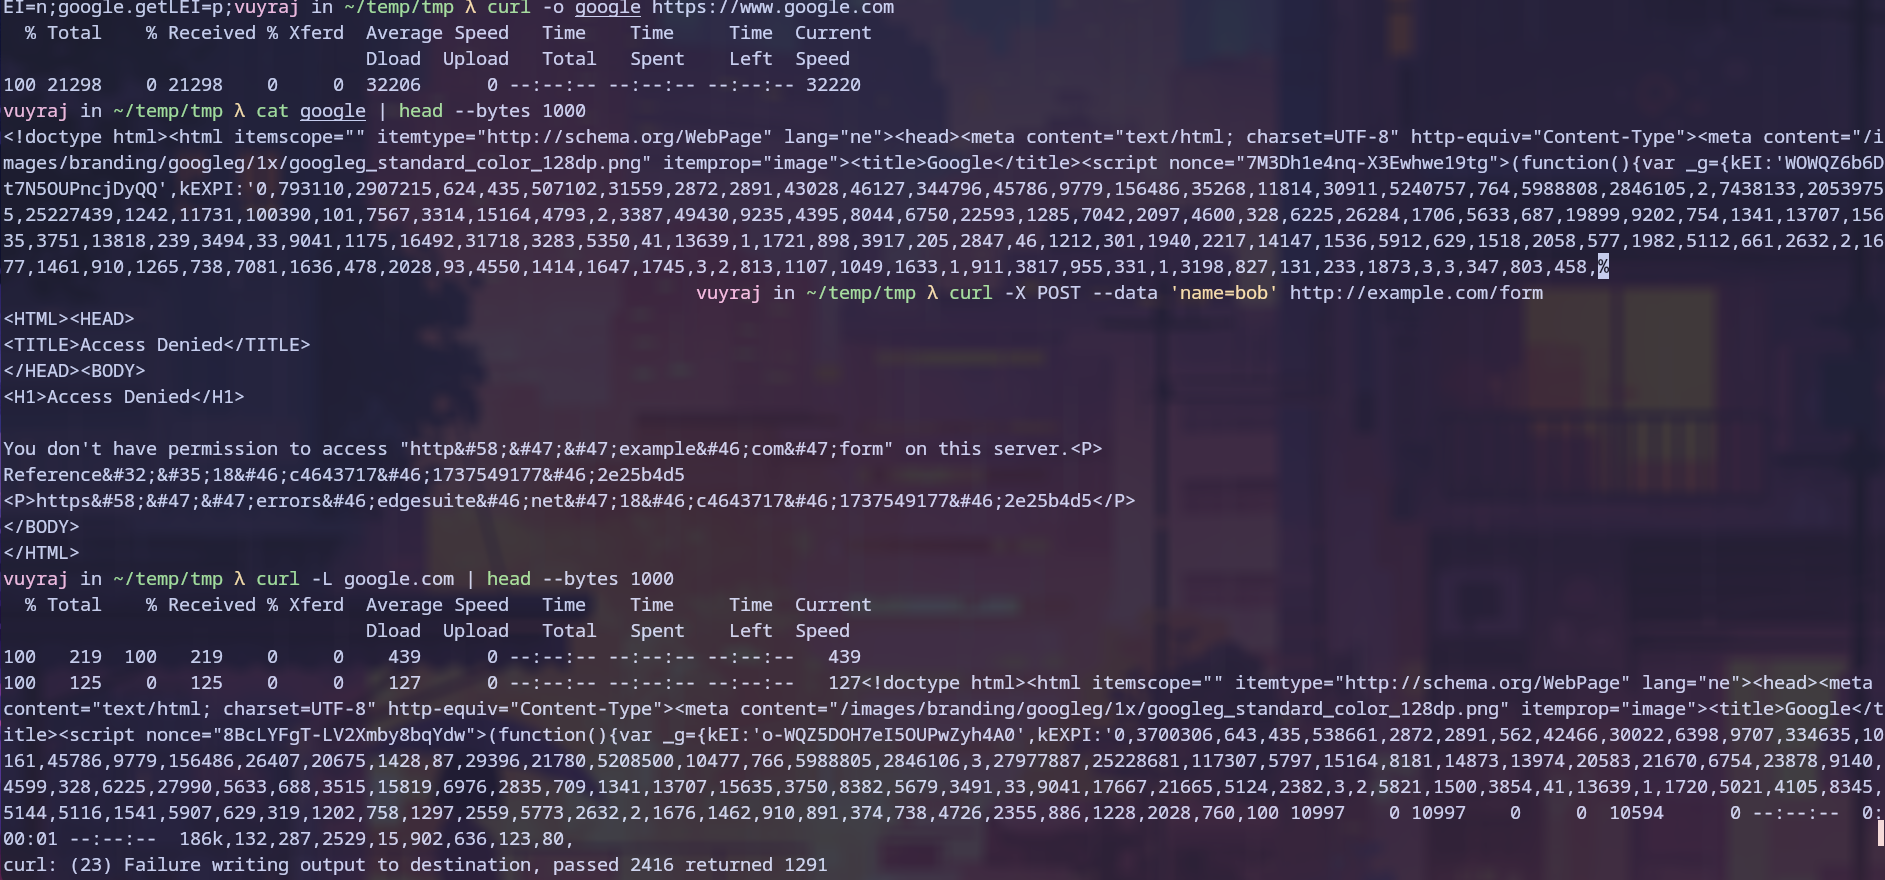 EI=n;google.getLEI=p;vuyraj in ~/temp/tmp λ curl -o google https://www.google.com
  % Total    % Received % Xferd  Average Speed   Time    Time     Time  Current
                                 Dload  Upload   Total   Spent    Left  Speed
100 21298    0 21298    0     0  32206      0 --:--:-- --:--:-- --:--:-- 32220
vuyraj in ~/temp/tmp λ cat google | head --bytes 1000
<!doctype html><html itemscope="" itemtype="http://schema.org/WebPage" lang="ne"><head><meta content="text/html; charset=UTF-8" http-equiv="Content-Type"><meta content="/i
mages/branding/googleg/1x/googleg_standard_color_128dp.png" itemprop="image"><title>Google</title><script nonce="7M3Dh1e4nq-X3Ewhwe19tg">(function(){var _g={kEI:'WOWQZ6b6D
t7N5OUPncjDyQQ',kEXPI:'0,793110,2907215,624,435,507102,31559,2872,2891,43028,46127,344796,45786,9779,156486,35268,11814,30911,5240757,764,5988808,2846105,2,7438133,2053975
5,25227439,1242,11731,100390,101,7567,3314,15164,4793,2,3387,49430,9235,4395,8044,6750,22593,1285,7042,2097,4600,328,6225,26284,1706,5633,687,19899,9202,754,1341,13707,156
35,3751,13818,239,3494,33,9041,1175,16492,31718,3283,5350,41,13639,1,1721,898,3917,205,2847,46,1212,301,1940,2217,14147,1536,5912,629,1518,2058,577,1982,5112,661,2632,2,16
77,1461,910,1265,738,7081,1636,478,2028,93,4550,1414,1647,1745,3,2,813,1107,1049,1633,1,911,3817,955,331,1,3198,827,131,233,1873,3,3,347,803,458,%
vuyraj in ~/temp/tmp λ curl -X POST --data 'name=bob' http://example.com/form
<HTML><HEAD>
<TITLE>Access Denied</TITLE>
</HEAD><BODY>
<H1>Access Denied</H1>
You don't have permission to access "http&#58;&#47;&#47;example&#46;com&#47;form" on this server.<P>
Reference&#32;&#35;18&#46;c4643717&#46;1737549177&#46;2e25b4d5
<P>https&#58;&#47;&#47;errors&#46;edgesuite&#46;net&#47;18&#46;c4643717&#46;1737549177&#46;2e25b4d5</P>
</BODY>
</HTML>
vuyraj in ~/temp/tmp λ curl -L google.com | head --bytes 1000
  % Total    % Received % Xferd  Average Speed   Time    Time     Time  Current
                                 Dload  Upload   Total   Spent    Left  Speed
100   219  100   219    0     0    439      0 --:--:-- --:--:-- --:--:--   439
100   125    0   125    0     0    127      0 --:--:-- --:--:-- --:--:--   127<!doctype html><html itemscope="" itemtype="http://schema.org/WebPage" lang="ne"><head><meta
content="text/html; charset=UTF-8" http-equiv="Content-Type"><meta content="/images/branding/googleg/1x/googleg_standard_color_128dp.png" itemprop="image"><title>Google</t
itle><script nonce="8BcLYFgT-LV2Xmby8bqYdw">(function(){var _g={kEI:'o-WQZ5DOH7eI5OUPwZyh4A0',kEXPI:'0,3700306,643,435,538661,2872,2891,562,42466,30022,6398,9707,334635,10
161,45786,9779,156486,26407,20675,1428,87,29396,21780,5208500,10477,766,5988805,2846106,3,27977887,25228681,117307,5797,15164,8181,14873,13974,20583,21670,6754,23878,9140,
4599,328,6225,27990,5633,688,3515,15819,6976,2835,709,1341,13707,15635,3750,8382,5679,3491,33,9041,17667,21665,5124,2382,3,2,5821,1500,3854,41,13639,1,1720,5021,4105,8345,
5144,5116,1541,5907,629,319,1202,758,1297,2559,5773,2632,2,1676,1462,910,891,374,738,4726,2355,886,1228,2028,760,100 10997    0 10997    0     0  10594      0 --:--:--  0:
00:01 --:--:--  186k,132,287,2529,15,902,636,123,80,
curl: (23) Failure writing output to destination, passed 2416 returned 1291